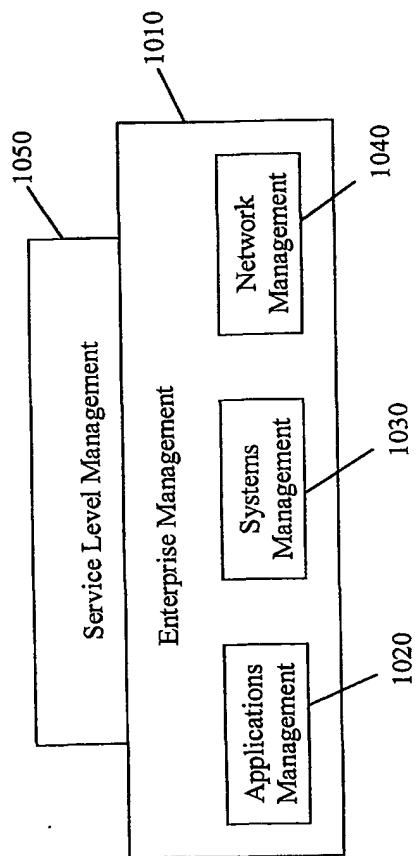 1050
Service Level Management
1010
Enterprise Management
Applications
Management
Systems
Management
Network
Management
1020
1030
1040